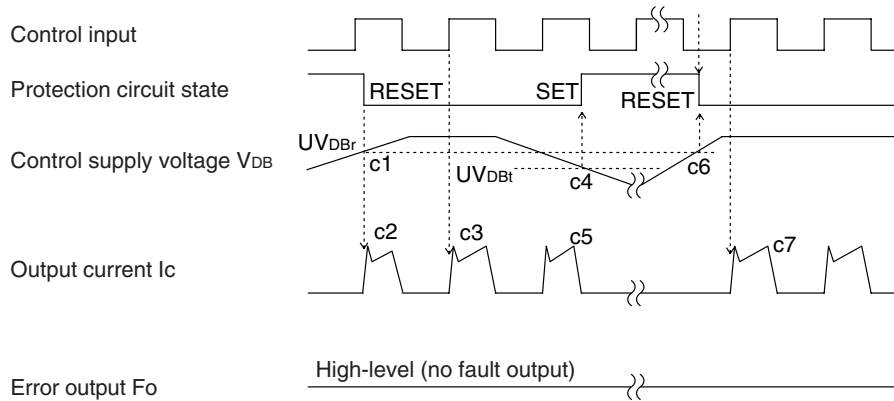 Control input
Protection circuit state
RESET
SET
RESET
UVDBr
Control supply voltage VDB
c1
UVDBt
c4
c6
c2
c3
c5
c7
Output current Ic
High-level (no fault output)
Error output Fo